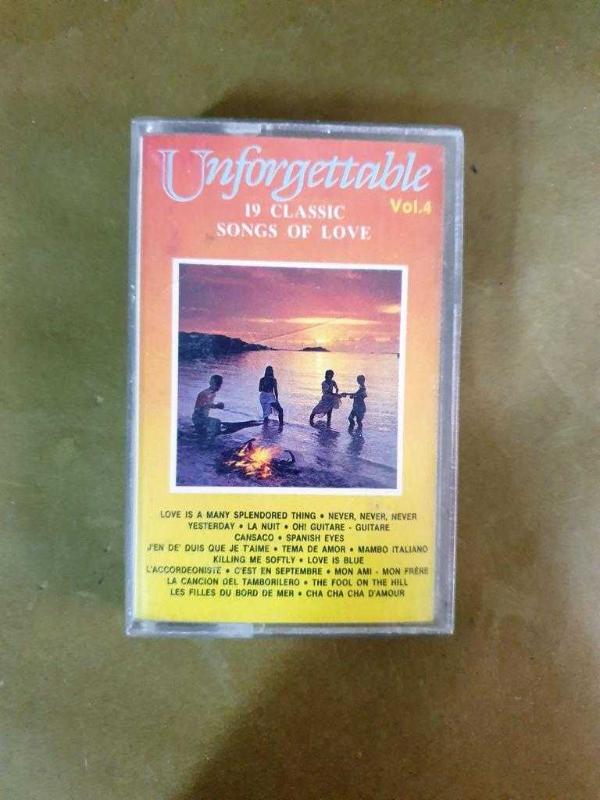 Unforgettable
19 CLASSIC
Vol.4
SONGS OF LOVE
LOVE IS A MANY SPLENDORED THING • NEVER, NEVER, NEVER
YESTERDAY • LA NUIT • OH! GUITARE - GUITARE
CANSACO • SPANISH EYES
J'EN DE' DUIS QUE JE T'AIME • TEMA DE AMOR • MAMBO ITALIANO
KILLING ME SOFTLY • LOVE IS BLUE
L'ACCORDEONISTE • C'EST EN SEPTEMBRE • MON AMI - MON FRÈRE
LA CANCION DEL TAMBORILERO • THE FOOL ON THE HILL
LES FILLES DU BORD DE MER • CHA CHA CHA D'AMOUR